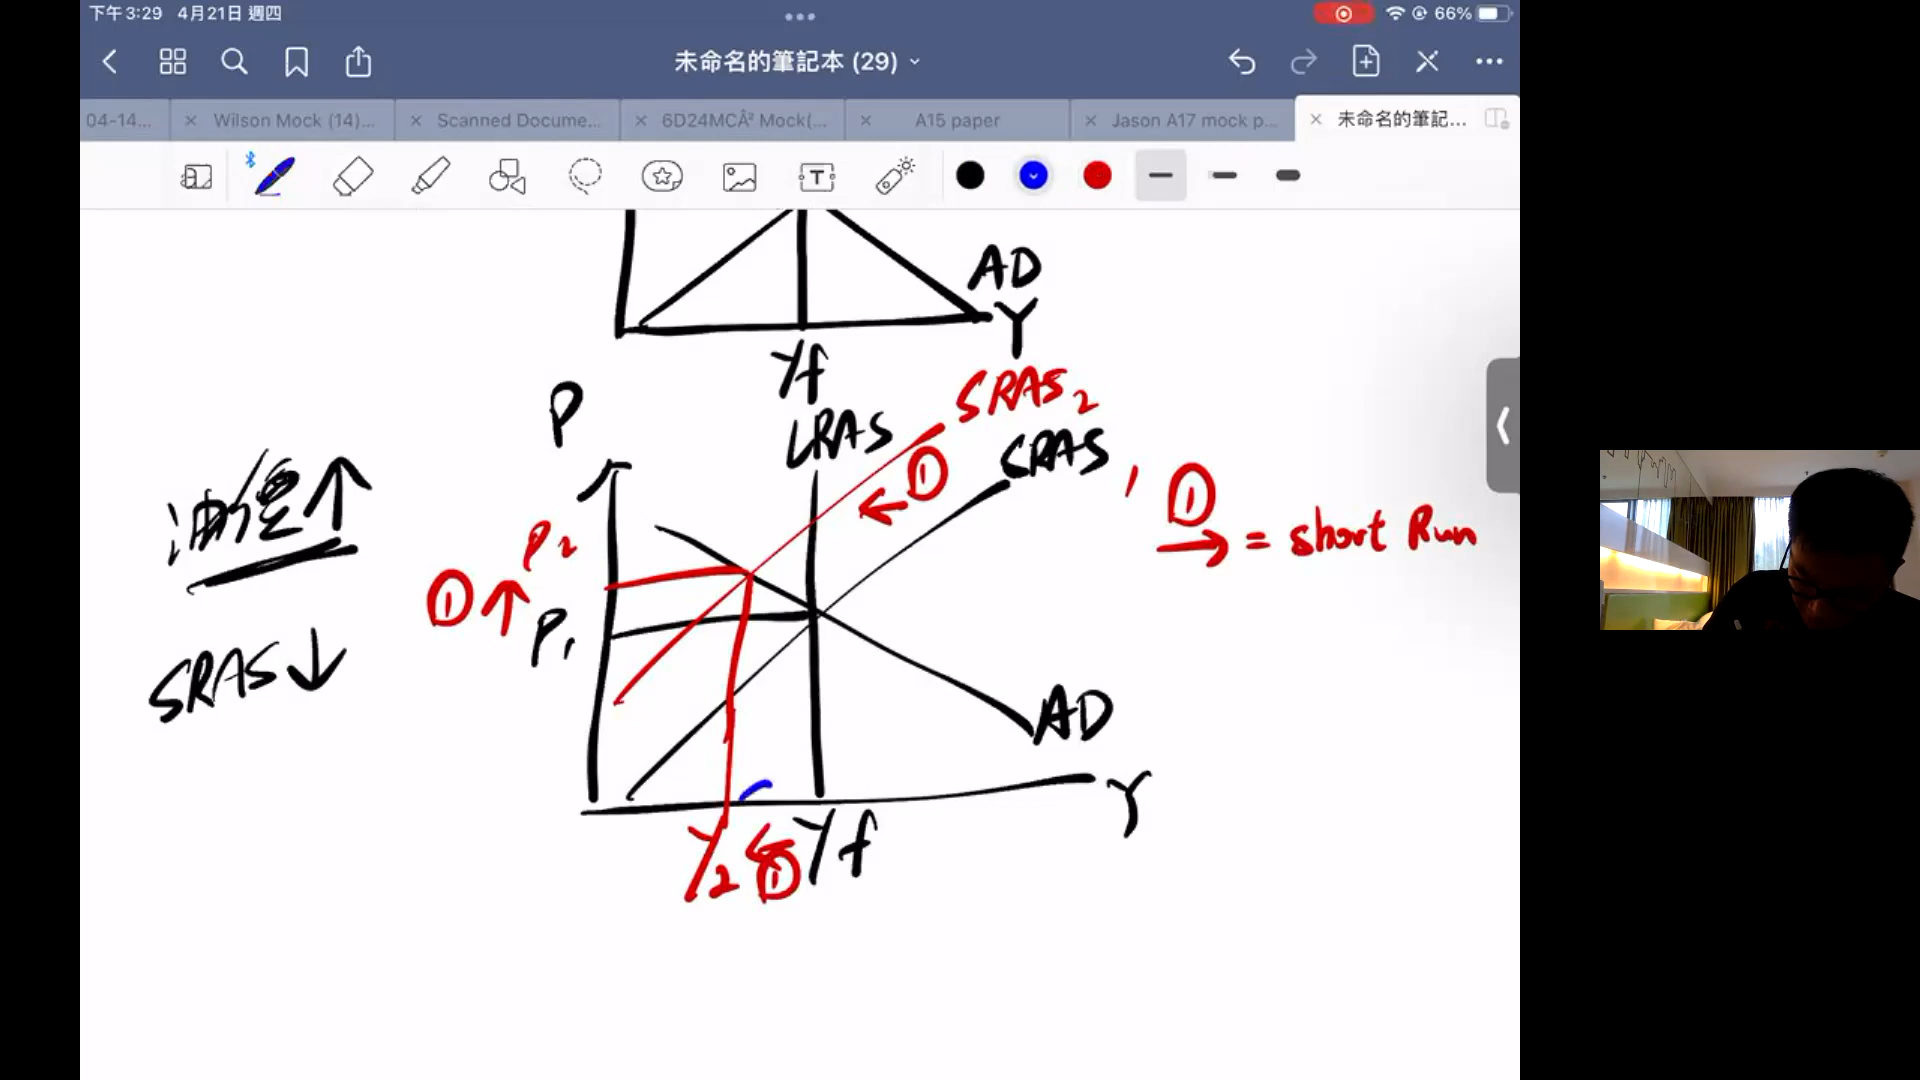 下午3:29 4月21日 週四
66%
未命名的筆記本 (29)
04-14...
Wilson Mock (14)...
Scanned Docume...
6D24MCÂ² Mock(...
A15 paper
Jason A17 mock p...
未命名的筆記...
T
AD
Y
Yf
P
SRAS2
LRAS
SRAS
①
油價↑
① → = short Run
P2
① ↑
P1
SRAS↓
AD
Y
Y2 ← ① Yf